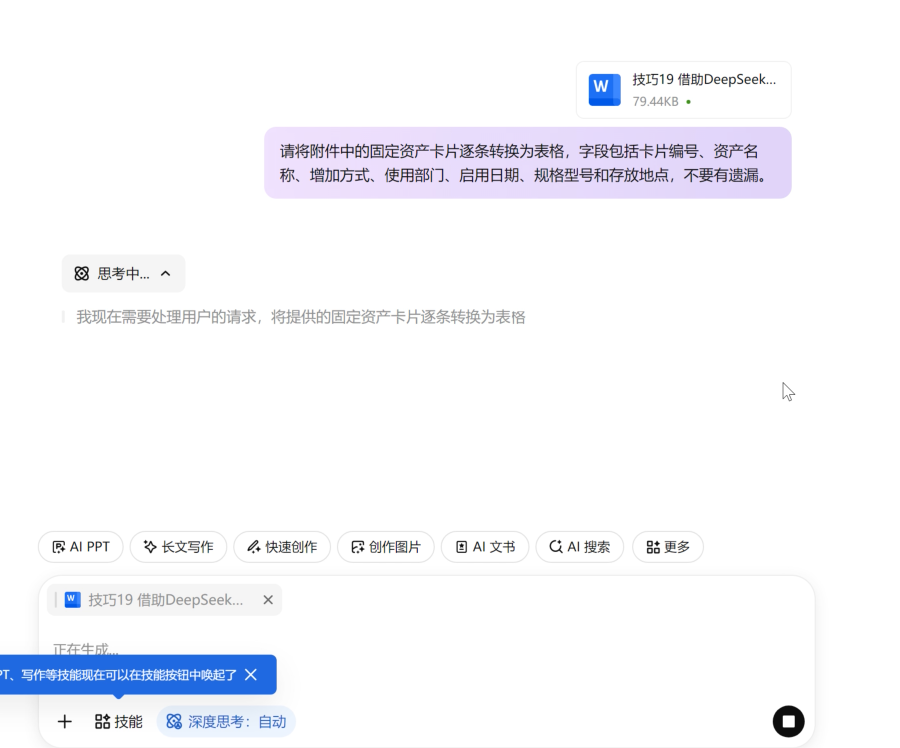 技巧19 借助DeepSeek...
79.44KB
请将附件中的固定资产卡片逐条转换为表格，字段包括卡片编号、资产名
称、增加方式、使用部门、启用日期、规格型号和存放地点，不要有遗漏。
思考中...
我现在需要处理用户的请求，将提供的固定资产卡片逐条转换为表格
AI PPT 长文写作 快速创作 创作图片 AI 文书 AI 搜索 更多
技巧19 借助DeepSeek...
正在生成...
PT、写作等技能现在可以在技能按钮中唤起了
技能 深度思考：自动